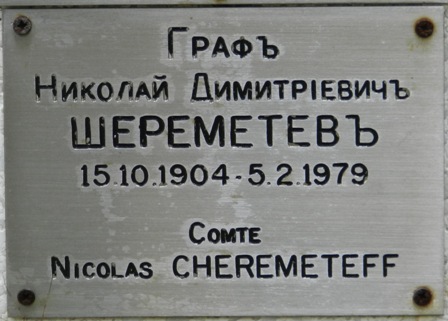 Графъ
Николай Димитріевичъ
ШЕРЕМЕТЕВЪ
15.10.1904 - 5.2.1979
Comte
Nicolas CHEREMETEFF